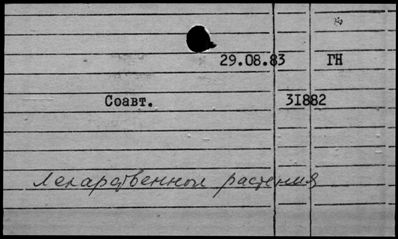 29.08.83 ГН
Соавт. 31882
Лекарственные растения